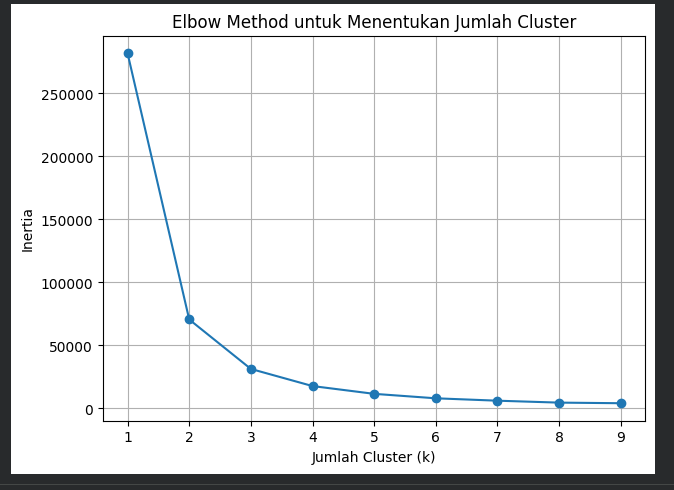 Elbow Method untuk Menentukan Jumlah Cluster
250000
200000
150000
100000
50000
0
Inertia
1 2 3 4 5 6 7 8 9
Jumlah Cluster (k)